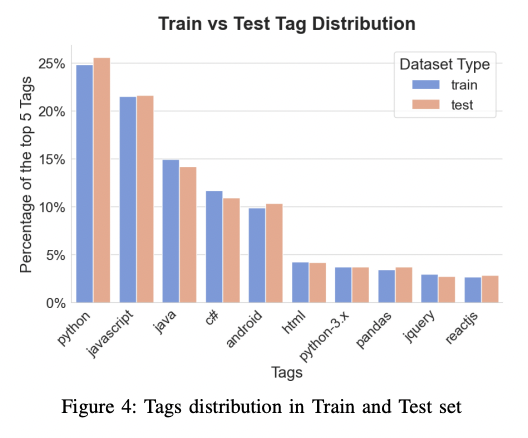 Train vs Test Tag Distribution
Dataset Type
train
test
Percentage of the top 5 Tags
25%
20%
15%
10%
5%
0%
python
javascript
java
c#
android
html
python-3.x
pandas
jquery
reactjs
Tags
Figure 4: Tags distribution in Train and Test set